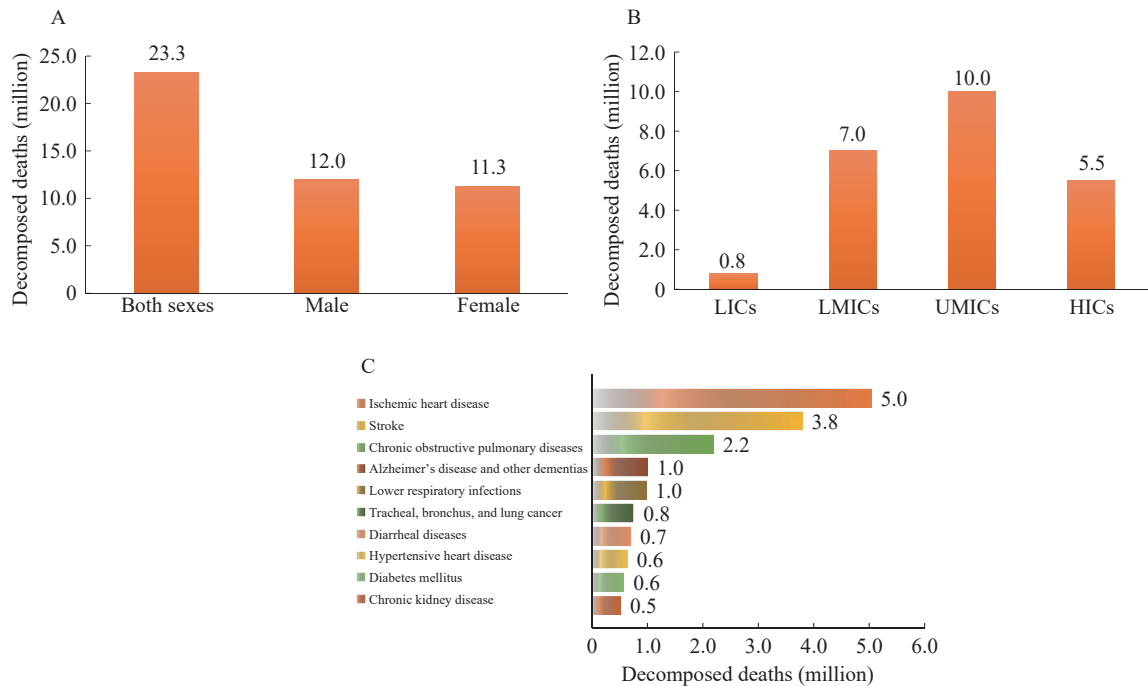 A
Decomposed deaths (million)
25.0
20.0
15.0
10.0
5.0
0
23.3
12.0
11.3
Both sexes
Male
Female
B
Decomposed deaths (million)
12.0
10.0
8.0
6.0
4.0
2.0
0
0.8
7.0
10.0
5.5
LICs
LMICs
UMICs
HICs
C
Ischemic heart disease
5.0
Stroke
3.8
Chronic obstructive pulmonary diseases
2.2
Alzheimer’s disease and other dementias
1.0
Lower respiratory infections
1.0
Tracheal, bronchus, and lung cancer
0.8
Diarrheal diseases
0.7
Hypertensive heart disease
0.6
Diabetes mellitus
0.6
Chronic kidney disease
0.5
0 1.0 2.0 3.0 4.0 5.0 6.0
Decomposed deaths (million)